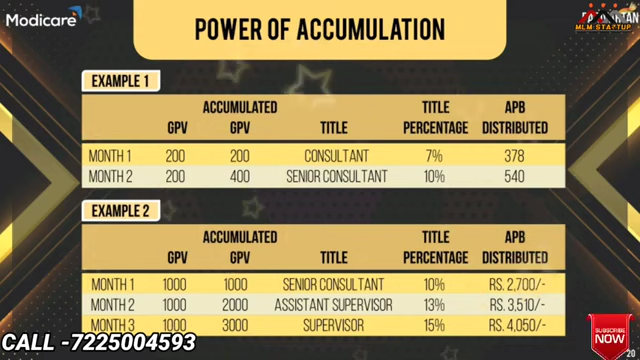 Modicare
POWER OF ACCUMULATION
MLM STARTUP
EXAMPLE 1
GPV ACCUMULATED GPV TITLE TITLE PERCENTAGE APB DISTRIBUTED
MONTH 1 200 200 CONSULTANT 7% 378
MONTH 2 200 400 SENIOR CONSULTANT 10% 540
EXAMPLE 2
GPV ACCUMULATED GPV TITLE TITLE PERCENTAGE APB DISTRIBUTED
MONTH 1 1000 1000 SENIOR CONSULTANT 10% RS. 2,700/-
MONTH 2 1000 2000 ASSISTANT SUPERVISOR 13% RS. 3,510/-
MONTH 3 1000 3000 SUPERVISOR 15% RS. 4,050/-
CALL -7225004593
SUBSCRIBE
NOW
20